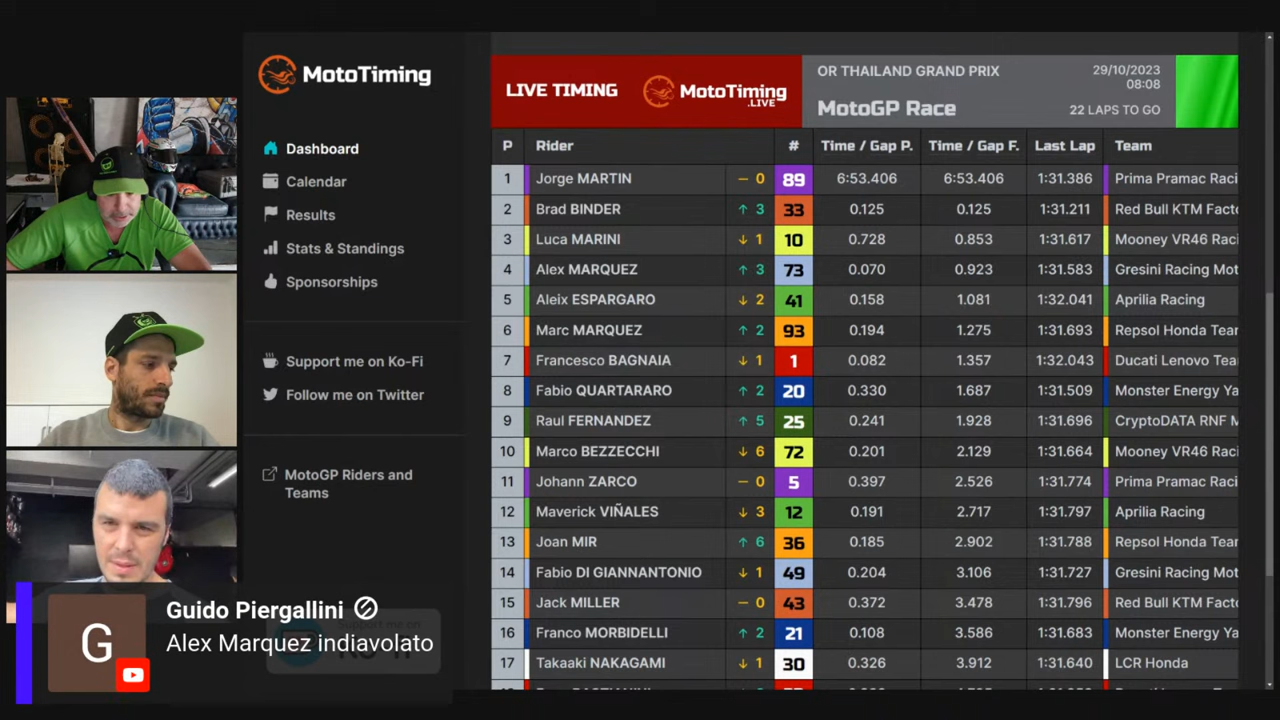 MotoTiming
Dashboard
Calendar
Results
Stats & Standings
Sponsorships
Support me on Ko-Fi
Follow me on Twitter
MotoGP Riders and
Teams
LIVE TIMING
MotoTiming
.LIVE
OR THAILAND GRAND PRIX
29/10/2023
08:08
MotoGP Race
22 LAPS TO GO
P Rider # Time / Gap P. Time / Gap F. Last Lap Team
1 Jorge MARTIN – 0 89 6:53.406 6:53.406 1:31.386 Prima Pramac Raci
2 Brad BINDER ↑ 3 33 0.125 0.125 1:31.211 Red Bull KTM Facto
3 Luca MARINI ↓ 1 10 0.728 0.853 1:31.617 Mooney VR46 Raci
4 Alex MARQUEZ ↑ 3 73 0.070 0.923 1:31.583 Gresini Racing Mot
5 Aleix ESPARGARO ↓ 2 41 0.158 1.081 1:32.041 Aprilia Racing
6 Marc MARQUEZ ↑ 2 93 0.194 1.275 1:31.693 Repsol Honda Tear
7 Francesco BAGNAIA ↓ 1 1 0.082 1.357 1:32.043 Ducati Lenovo Tea
8 Fabio QUARTARARO ↑ 2 20 0.330 1.687 1:31.509 Monster Energy Ya
9 Raul FERNANDEZ ↑ 5 25 0.241 1.928 1:31.696 CryptoDATA RNF M
10 Marco BEZZECCHI ↓ 6 72 0.201 2.129 1:31.664 Mooney VR46 Raci
11 Johann ZARCO – 0 5 0.397 2.526 1:31.774 Prima Pramac Raci
12 Maverick VIÑALES ↓ 3 12 0.191 2.717 1:31.797 Aprilia Racing
13 Joan MIR ↑ 6 36 0.185 2.902 1:31.788 Repsol Honda Tear
14 Fabio DI GIANNANTONIO ↓ 1 49 0.204 3.106 1:31.727 Gresini Racing Mot
15 Jack MILLER – 0 43 0.372 3.478 1:31.796 Red Bull KTM Facto
16 Franco MORBIDELLI ↑ 2 21 0.108 3.586 1:31.683 Monster Energy Ya
17 Takaaki NAKAGAMI ↓ 1 30 0.326 3.912 1:31.640 LCR Honda
G
Guido Piergallini
Alex Marquez indiavolato
Support me on